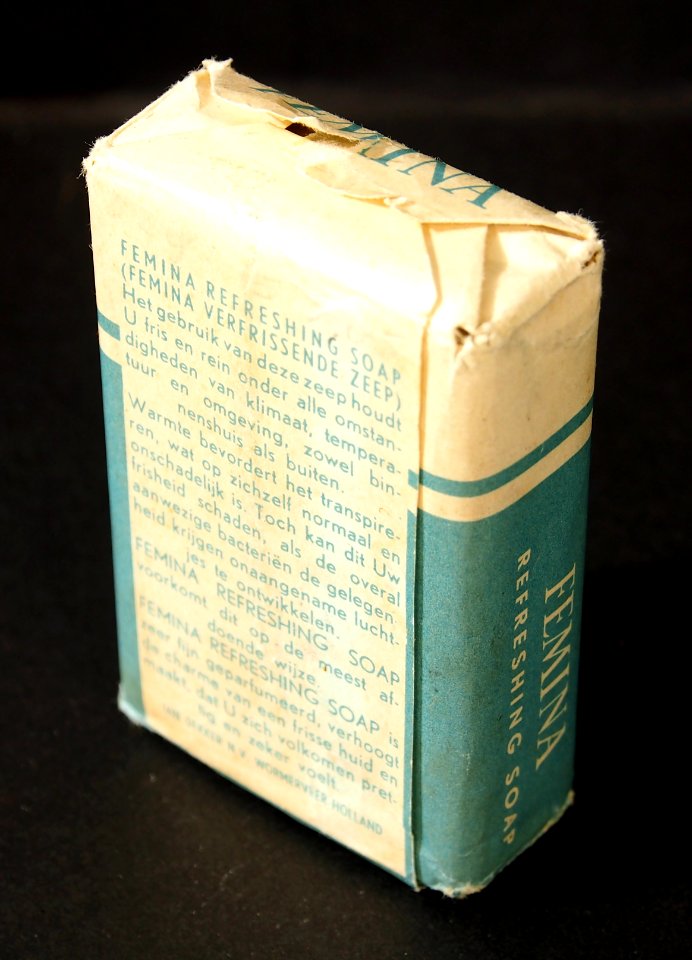 FEMINA
FEMINA REFRESHING SOAP
(FEMINA VERFRISSENDE ZEEP)
Het gebruik van deze zeep houdt
U fris en rein onder alle omstan-
digheden van klimaat, tempera-
tuur en omgeving, zowel bin-
nenshuis als buiten.
Warmte bevordert het transpire-
ren, wat op zichzelf normaal en
onschadelijk is. Toch kan dit Uw
frisheid schaden, als de overal
aanwezige bacteriën de gelegen-
heid krijgen onaangename lucht-
jes te ontwikkelen.
FEMINA REFRESHING SOAP
voorkomt dit op de meest af-
doende wijze.
FEMINA REFRESHING SOAP is
zeer fijn geparfumeerd, verhoogt
de charme van een frisse huid en
maakt, dat U zich volkomen pret-
tig en zeker voelt.
JAN DEKKER N.V. WORMERVEER HOLLAND
FEMINA
REFRESHING SOAP